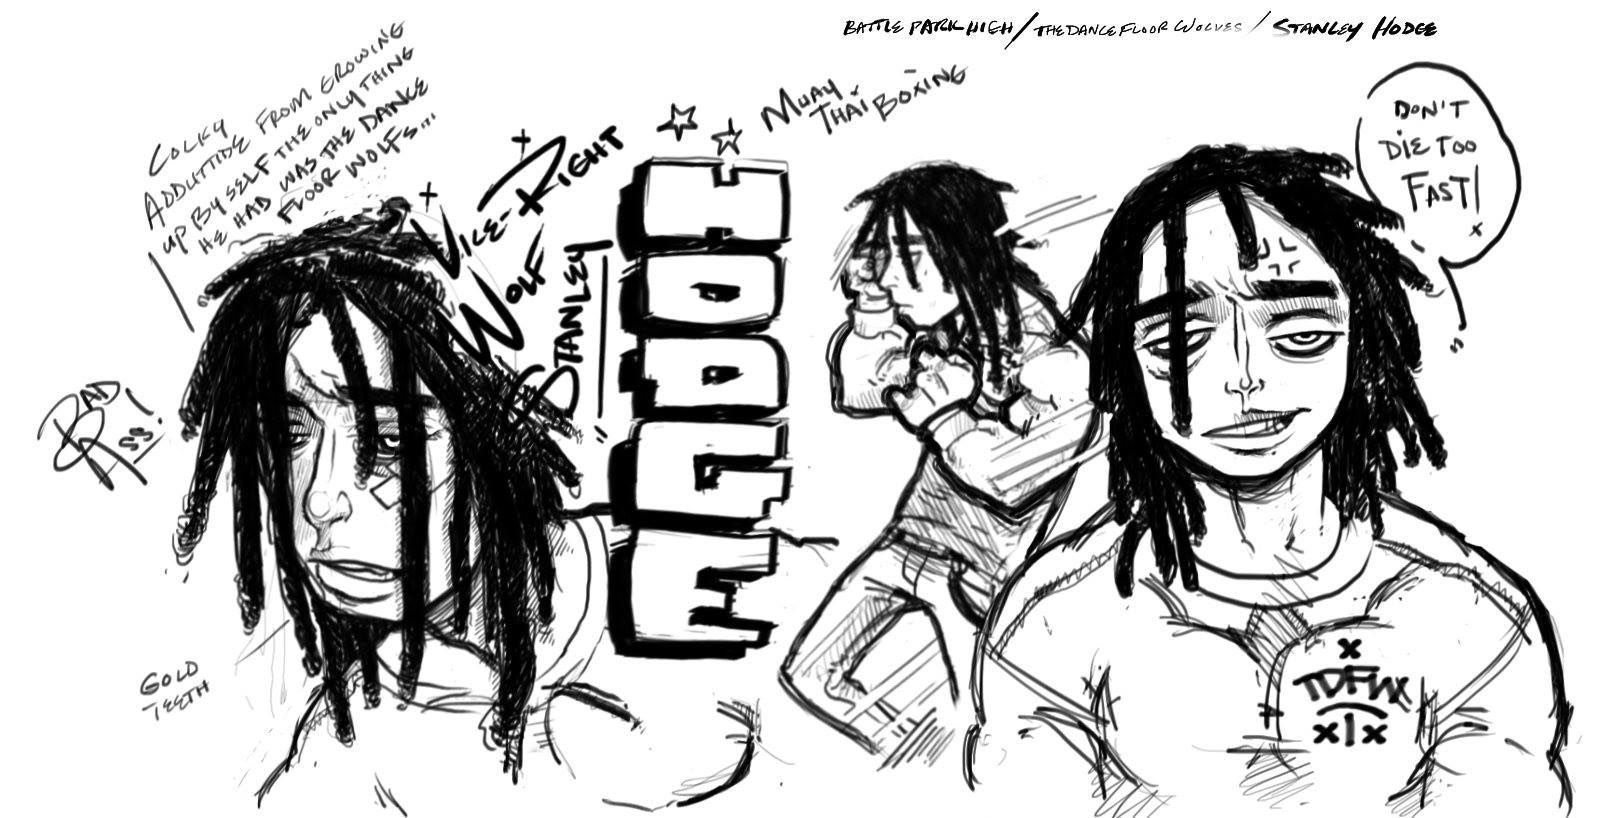 BATTLE PARK HIGH / THE DANCE FLOOR WOLVES / STANLEY HODGE
COCKY
ADDUTIDE FROM GROWING
UP BY SELF THE ONLY THING
HE HAD WAS THE DANCE
FLOOR WOLFS...
VICE-RIGHT
WOLF
STANLEY
HODGE
MUAY
THAI BOXING
DON'T
DIE TOO
FAST!
x
BAD
ASS!
GOLD
TEETH
x
TDFW
x1x